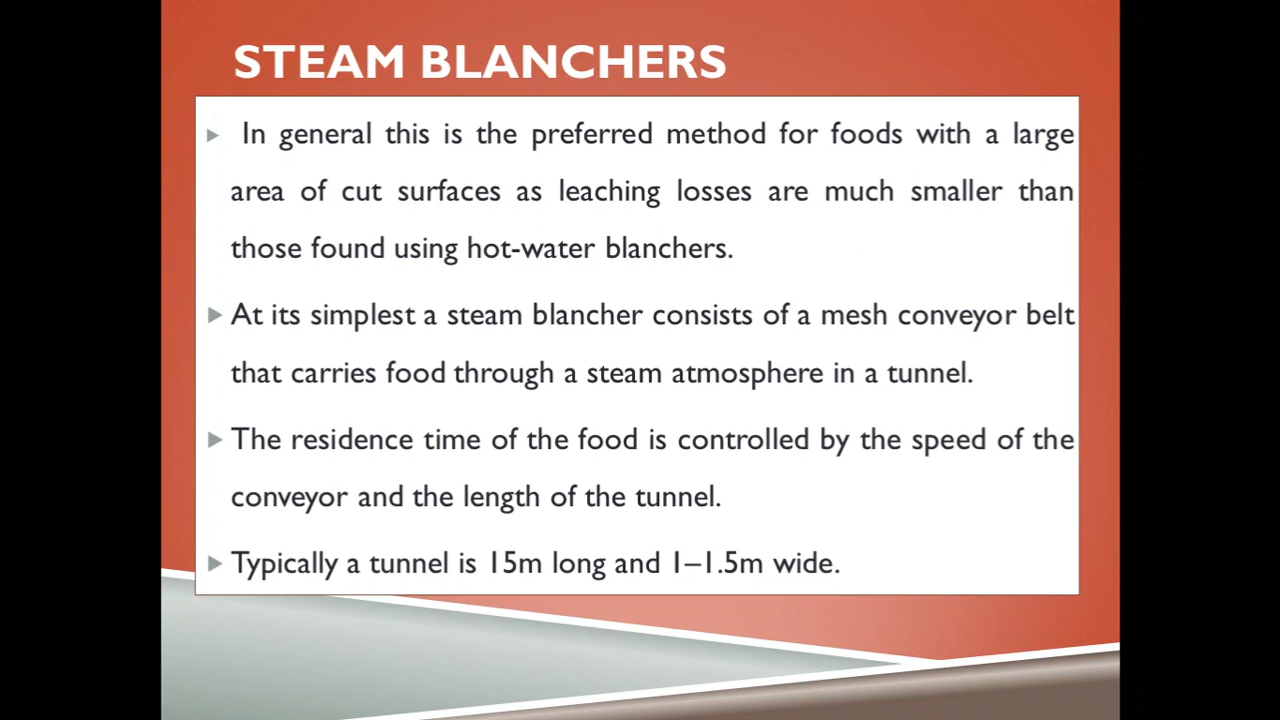 STEAM BLANCHERS
In general this is the preferred method for foods with a large
area of cut surfaces as leaching losses are much smaller than
those found using hot-water blanchers.
At its simplest a steam blancher consists of a mesh conveyor belt
that carries food through a steam atmosphere in a tunnel.
The residence time of the food is controlled by the speed of the
conveyor and the length of the tunnel.
Typically a tunnel is 15m long and 1–1.5m wide.